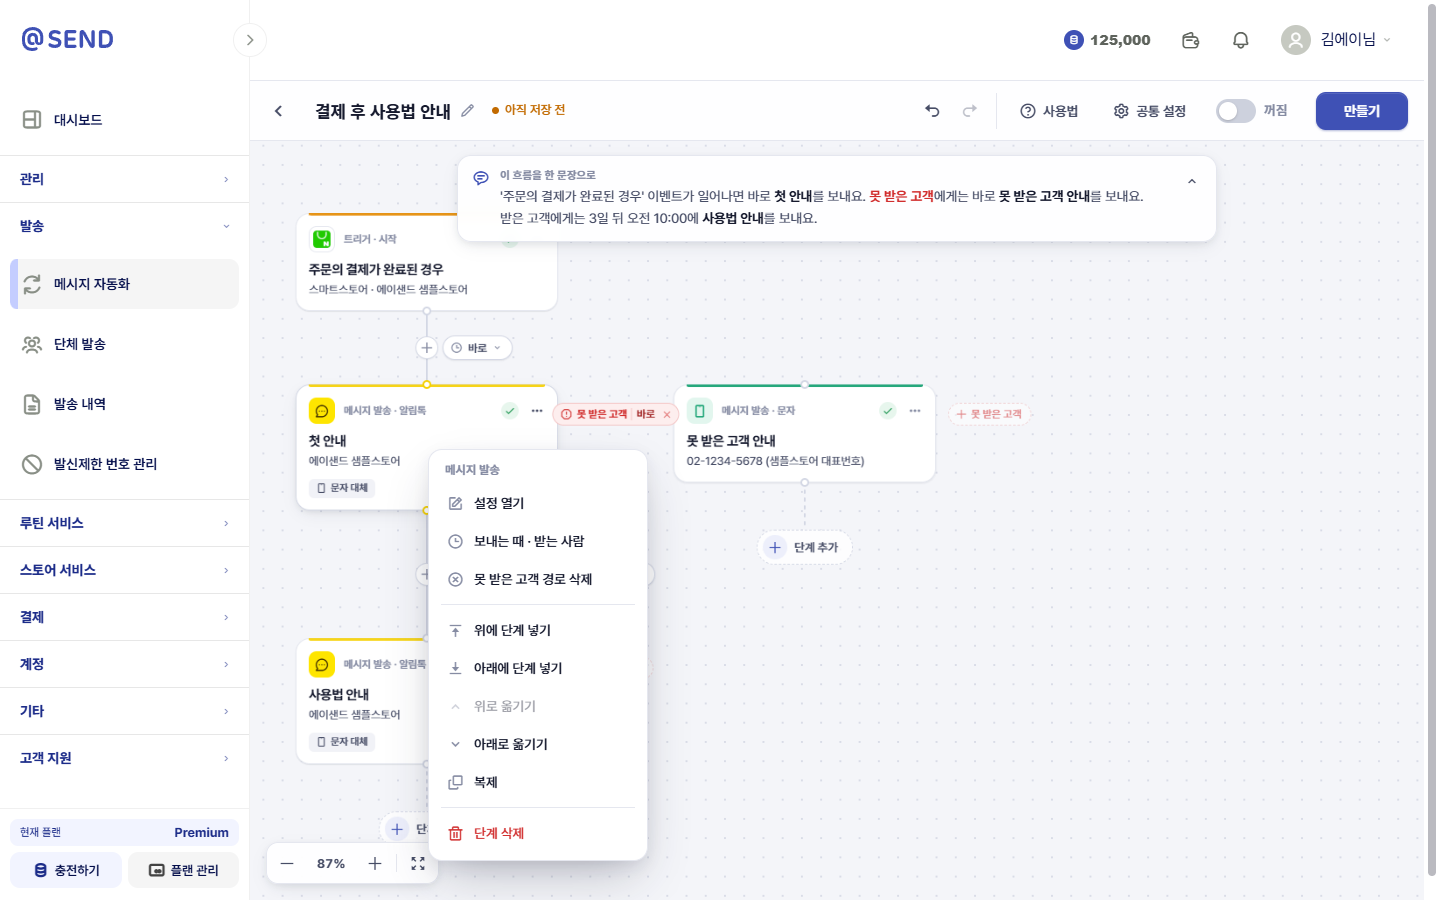 @SEND
125,000
김에이님
대시보드
관리
발송
메시지 자동화
단체 발송
발송 내역
발신제한 번호 관리
루틴 서비스
스토어 서비스
결제
계정
기타
고객 지원
현재 플랜 Premium
충전하기 플랜 관리
결제 후 사용법 안내
아직 저장 전
사용법
공통 설정
꺼짐
만들기
이 흐름을 한 문장으로
'주문의 결제가 완료된 경우' 이벤트가 일어나면 바로 첫 안내를 보내요. 못 받은 고객에게는 바로 못 받은 고객 안내를 보내요.
받은 고객에게는 3일 뒤 오전 10:00에 사용법 안내를 보내요.
트리거 · 시작
주문의 결제가 완료된 경우
스마트스토어 · 에이샌드 샘플스토어
바로
메시지 발송 · 알림톡
첫 안내
에이샌드 샘플스토어
문자 대체
못 받은 고객 바로
메시지 발송 · 문자
못 받은 고객 안내
02-1234-5678 (샘플스토어 대표번호)
못 받은 고객
단계 추가
메시지 발송
설정 열기
보내는 때 · 받는 사람
못 받은 고객 경로 삭제
위에 단계 넣기
아래에 단계 넣기
위로 옮기기
아래로 옮기기
복제
단계 삭제
메시지 발송 · 알림톡
사용법 안내
에이샌드 샘플스토어
문자 대체
87%